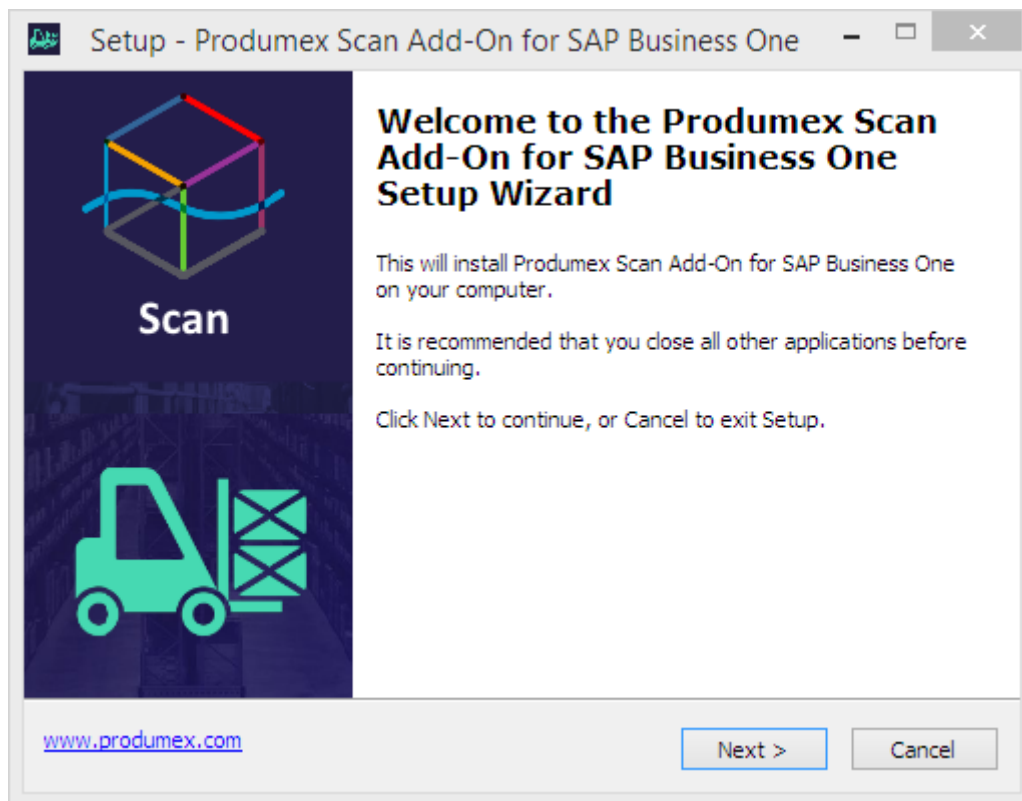 Setup - Produmex Scan Add-On for SAP Business One
Welcome to the Produmex Scan
Add-On for SAP Business One
Setup Wizard
This will install Produmex Scan Add-On for SAP Business One
on your computer.
It is recommended that you close all other applications before
continuing.
Click Next to continue, or Cancel to exit Setup.
Scan
www.produmex.com
Next >
Cancel